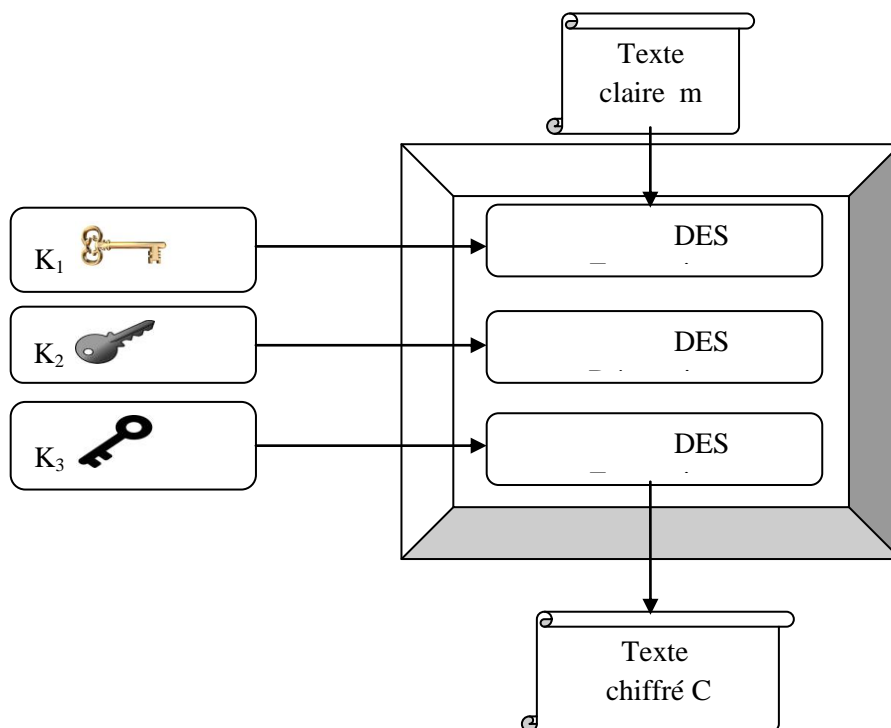 Texte
claire m
K₁
DES
K₂
DES
K₃
DES
Texte
chiffré C